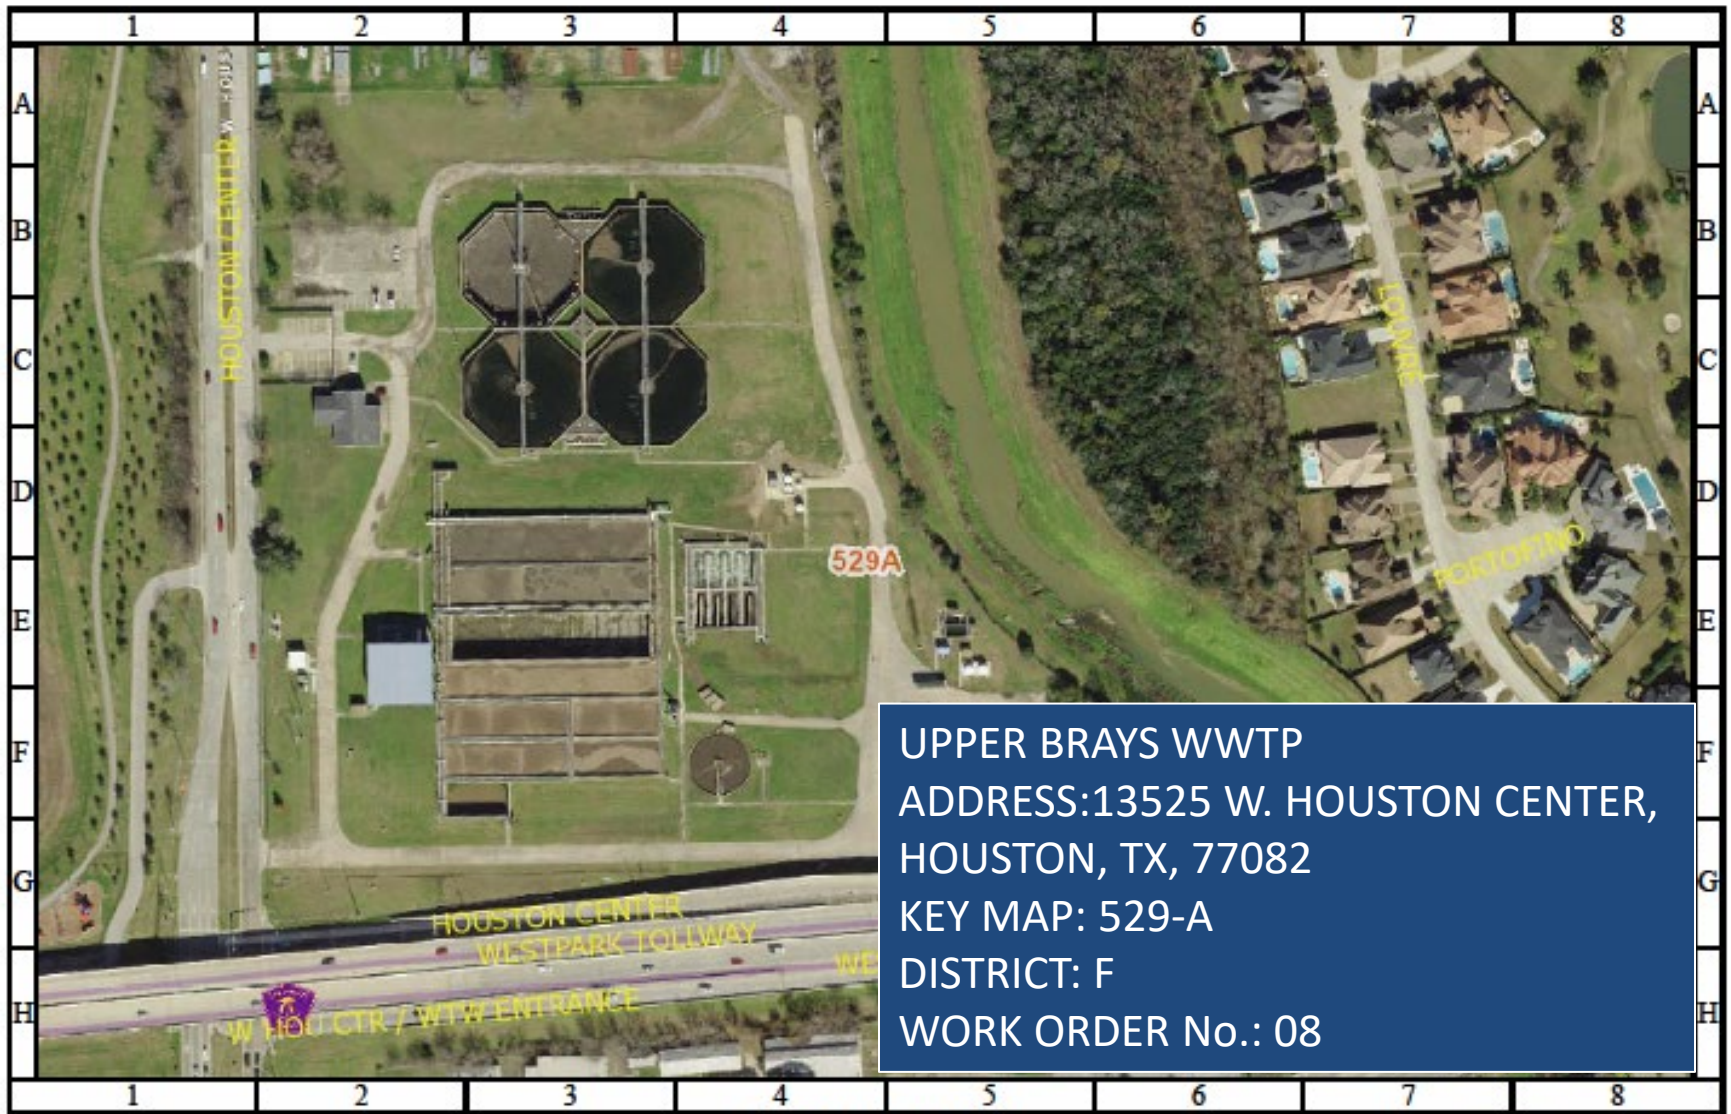 1 2 3 4 5 6 7 8
A A
HOUSTON CENTER
B B
LOUVRE
C C
D D
PORTOFINO
529A
E E
F F
UPPER BRAYS WWTP
ADDRESS:13525 W. HOUSTON CENTER,
HOUSTON, TX, 77082
KEY MAP: 529-A
DISTRICT: F
WORK ORDER No.: 08
G G
HOUSTON CENTER
WESTPARK TOLLWAY
H H
W HOU CTR / WTW ENTRANCE
1 2 3 4 5 6 7 8